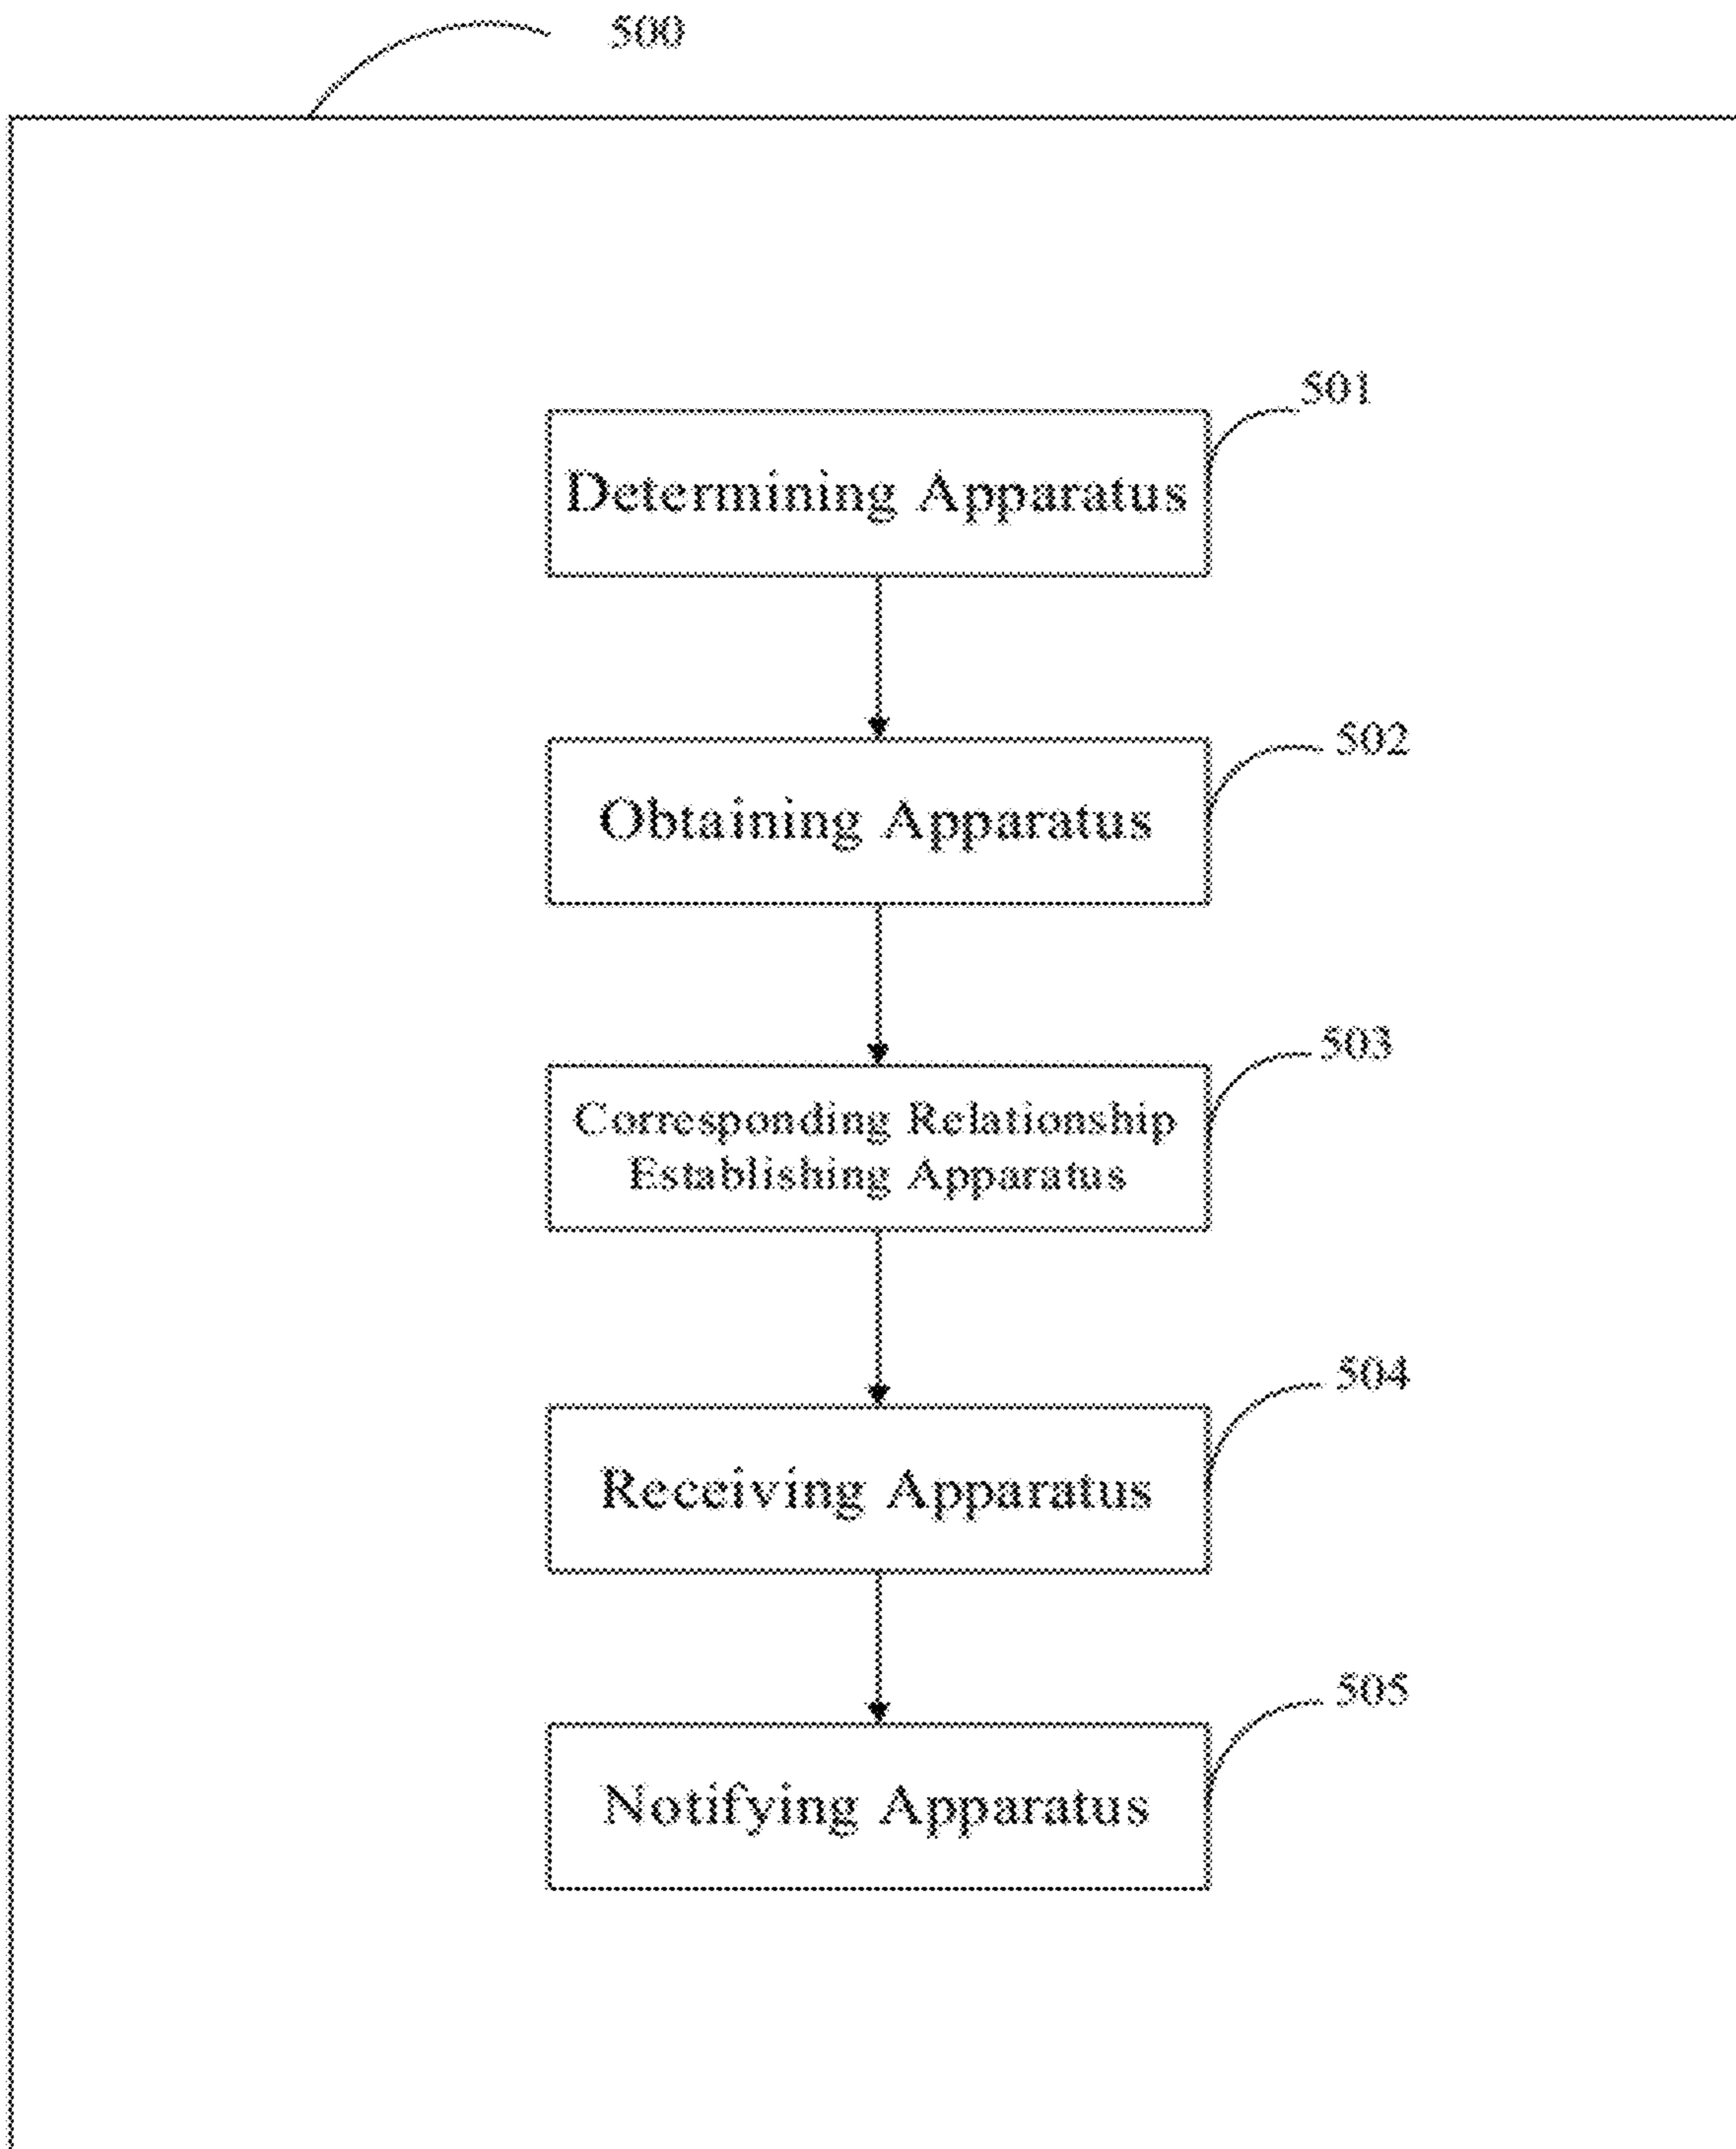 500
501
Determining Apparatus
502
Obtaining Apparatus
503
Corresponding Relationship
Establishing Apparatus
504
Receiving Apparatus
505
Notifying Apparatus